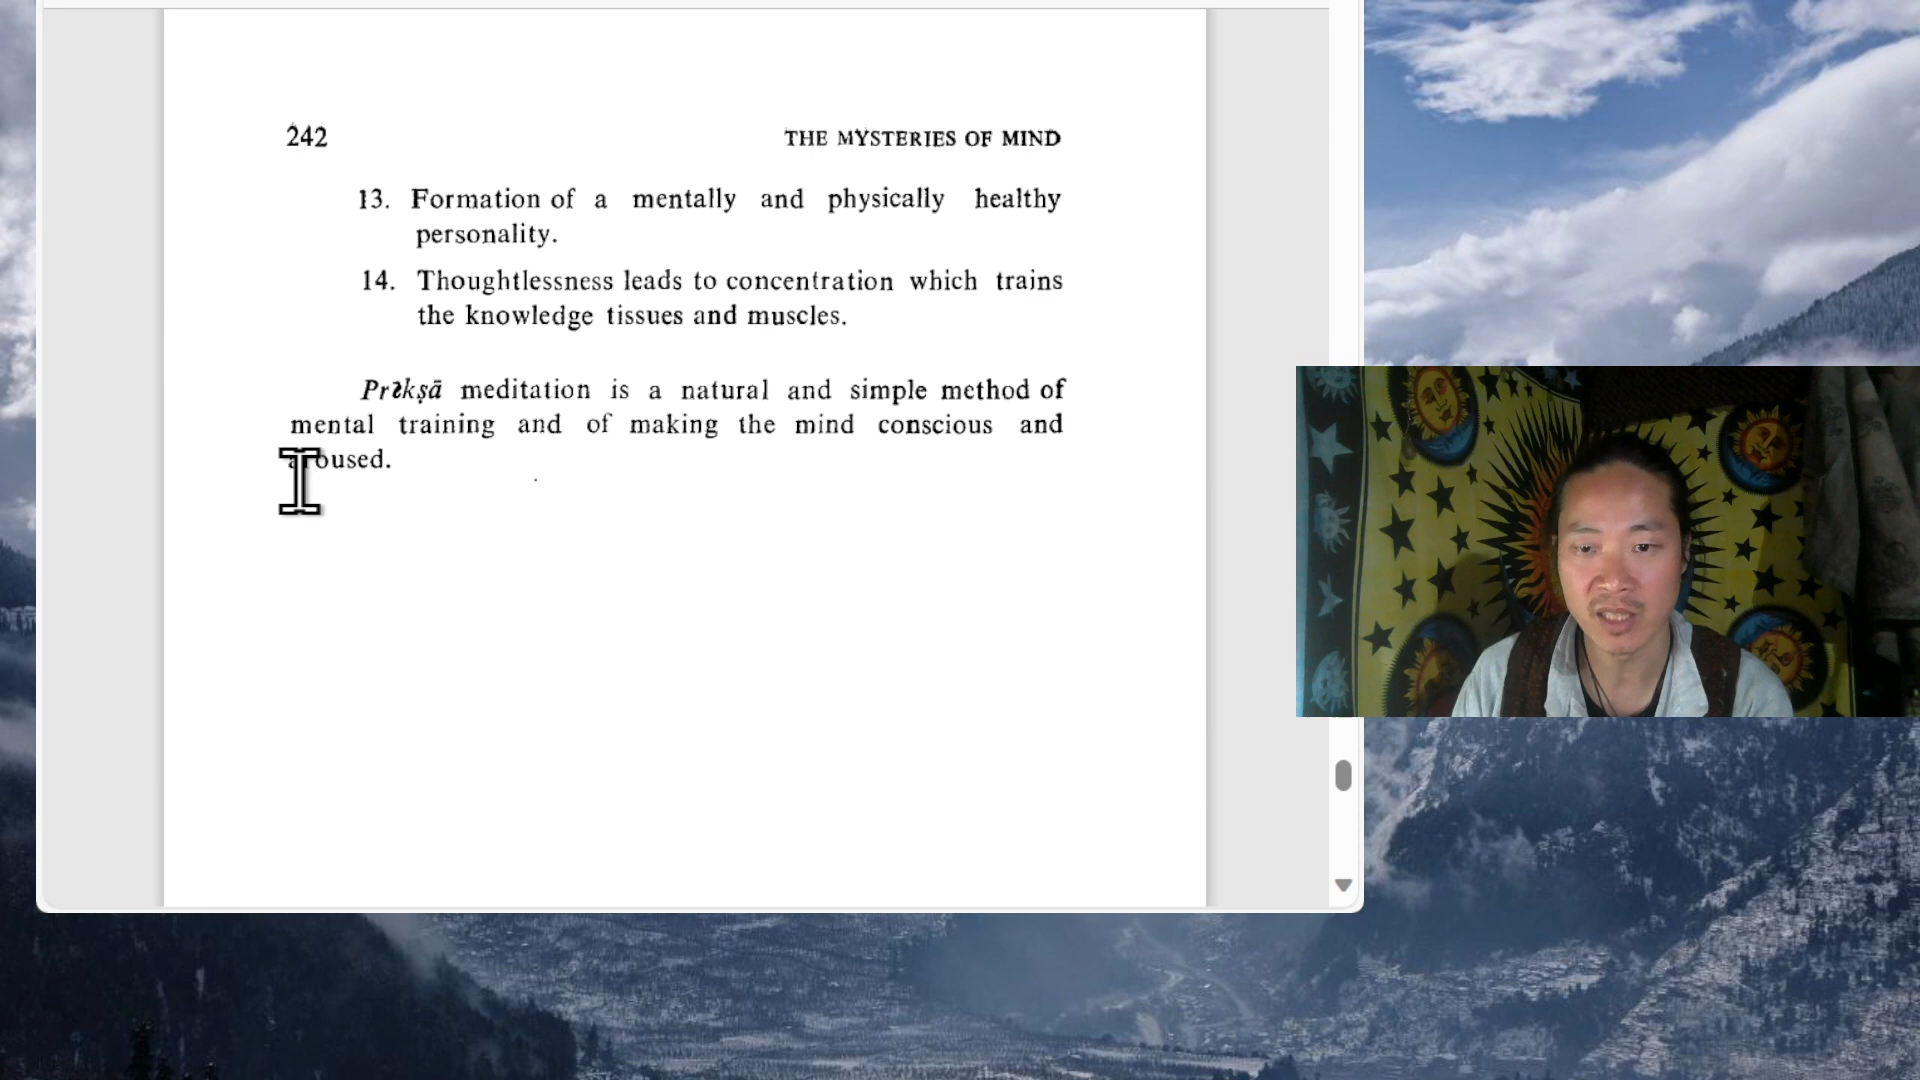 242 THE MYSTERIES OF MIND
13. Formation of a mentally and physically healthy
personality.
14. Thoughtlessness leads to concentration which trains
the knowledge tissues and muscles.
Prēkṣā meditation is a natural and simple method of
mental training and of making the mind conscious and
aroused.